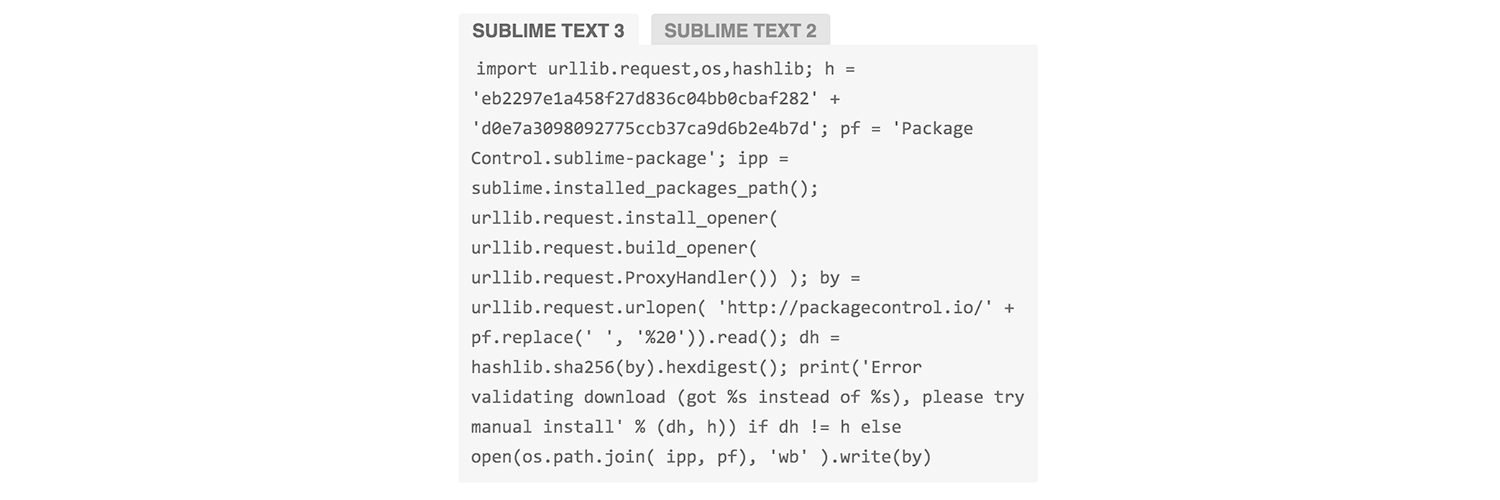 SUBLIME TEXT 3 SUBLIME TEXT 2
import urllib.request,os,hashlib; h =
'eb2297e1a458f27d836c04bb0cbaf282' +
'd0e7a3098092775ccb37ca9d6b2e4b7d'; pf = 'Package
Control.sublime-package'; ipp =
sublime.installed_packages_path();
urllib.request.install_opener(
urllib.request.build_opener(
urllib.request.ProxyHandler()) ); by =
urllib.request.urlopen( 'http://packagecontrol.io/' +
pf.replace(' ', '%20')).read(); dh =
hashlib.sha256(by).hexdigest(); print('Error
validating download (got %s instead of %s), please try
manual install' % (dh, h)) if dh != h else
open(os.path.join( ipp, pf), 'wb' ).write(by)